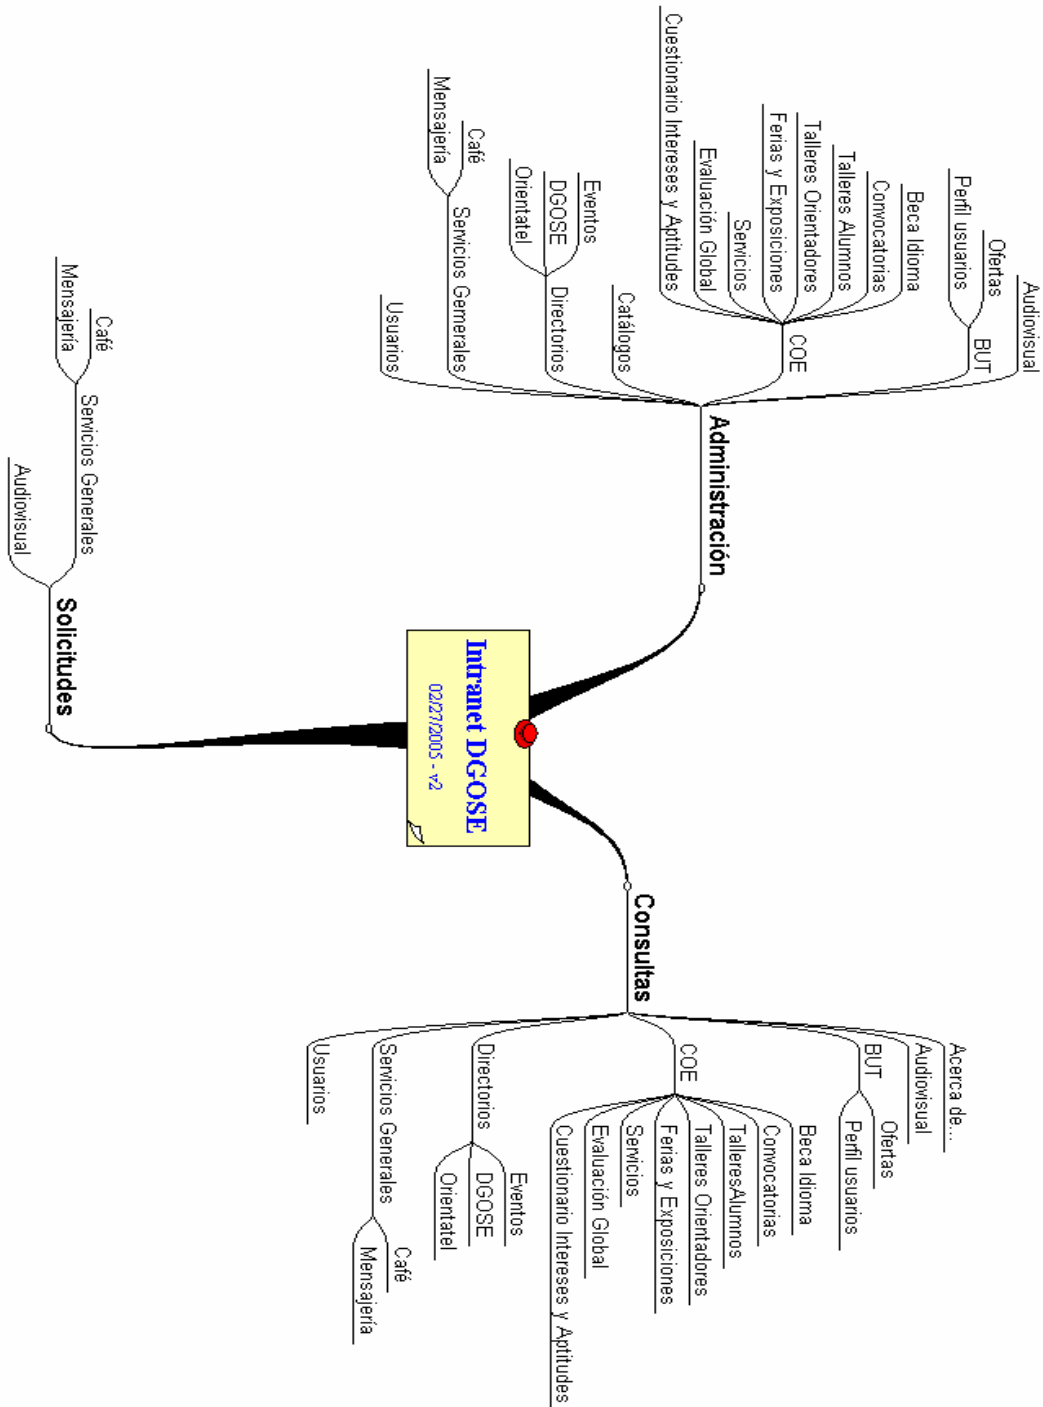 Intranet DGOSE
02/27/2005 - v2
Administración
Audiovisual
BUT
Ofertas
Perfil usuarios
COE
Beca Idioma
Convocatorias
Talleres Alumnos
Talleres Orientadores
Ferias y Exposiciones
Servicios
Evaluación Global
Cuestionario Intereses y Aptitudes
Catálogos
Directorios
Eventos
DGOSE
Orientatel
Servicios Gemerales
Café
Mensajería
Usuarios
Solicitudes
Servicios Generales
Café
Mensajería
Audiovisual
Consultas
Acerca de...
Audiovisual
BUT
Ofertas
Perfil usuarios
COE
Beca Idioma
Convocatorias
TalleresAlumnos
Talleres Orientadores
Ferias y Exposiciones
Servicios
Evaluación Global
Cuestionario Intereses y Aptitudes
Directorios
Eventos
DGOSE
Orientatel
Servicios Generales
Café
Mensajería
Usuarios